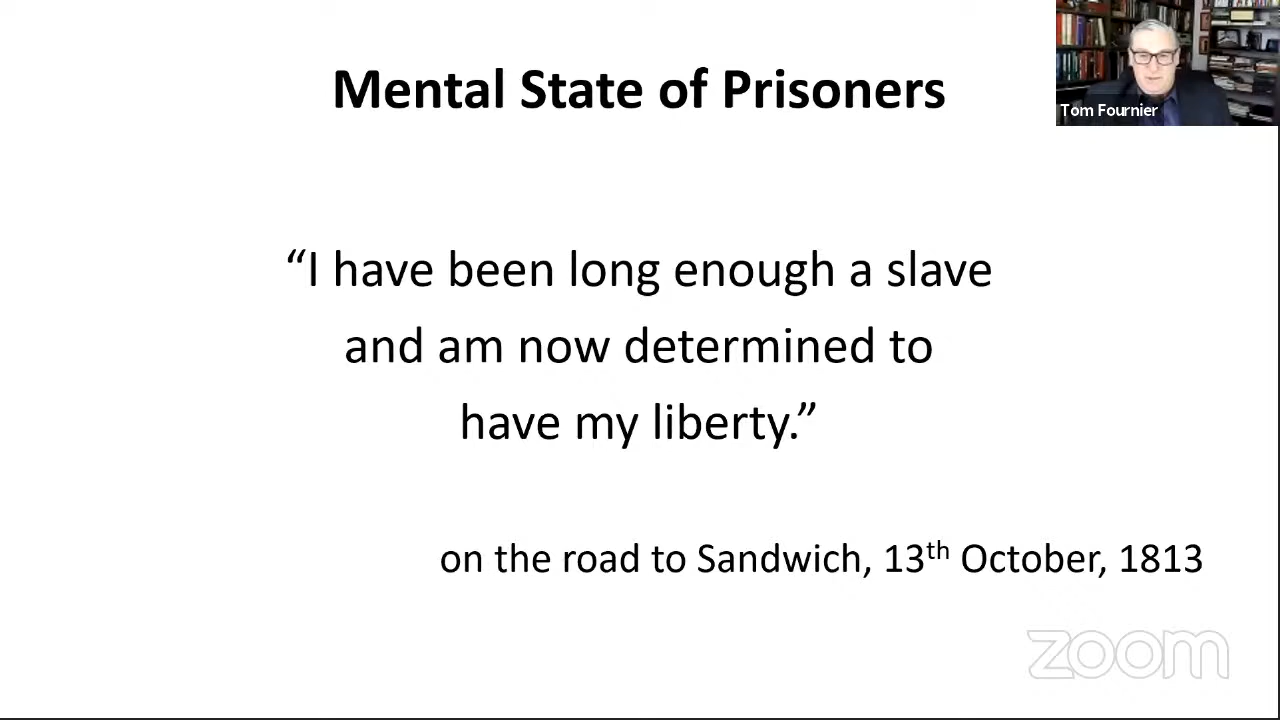 Mental State of Prisoners
Tom Fournier
“I have been long enough a slave
and am now determined to
have my liberty.”
on the road to Sandwich, 13th October, 1813
zoom